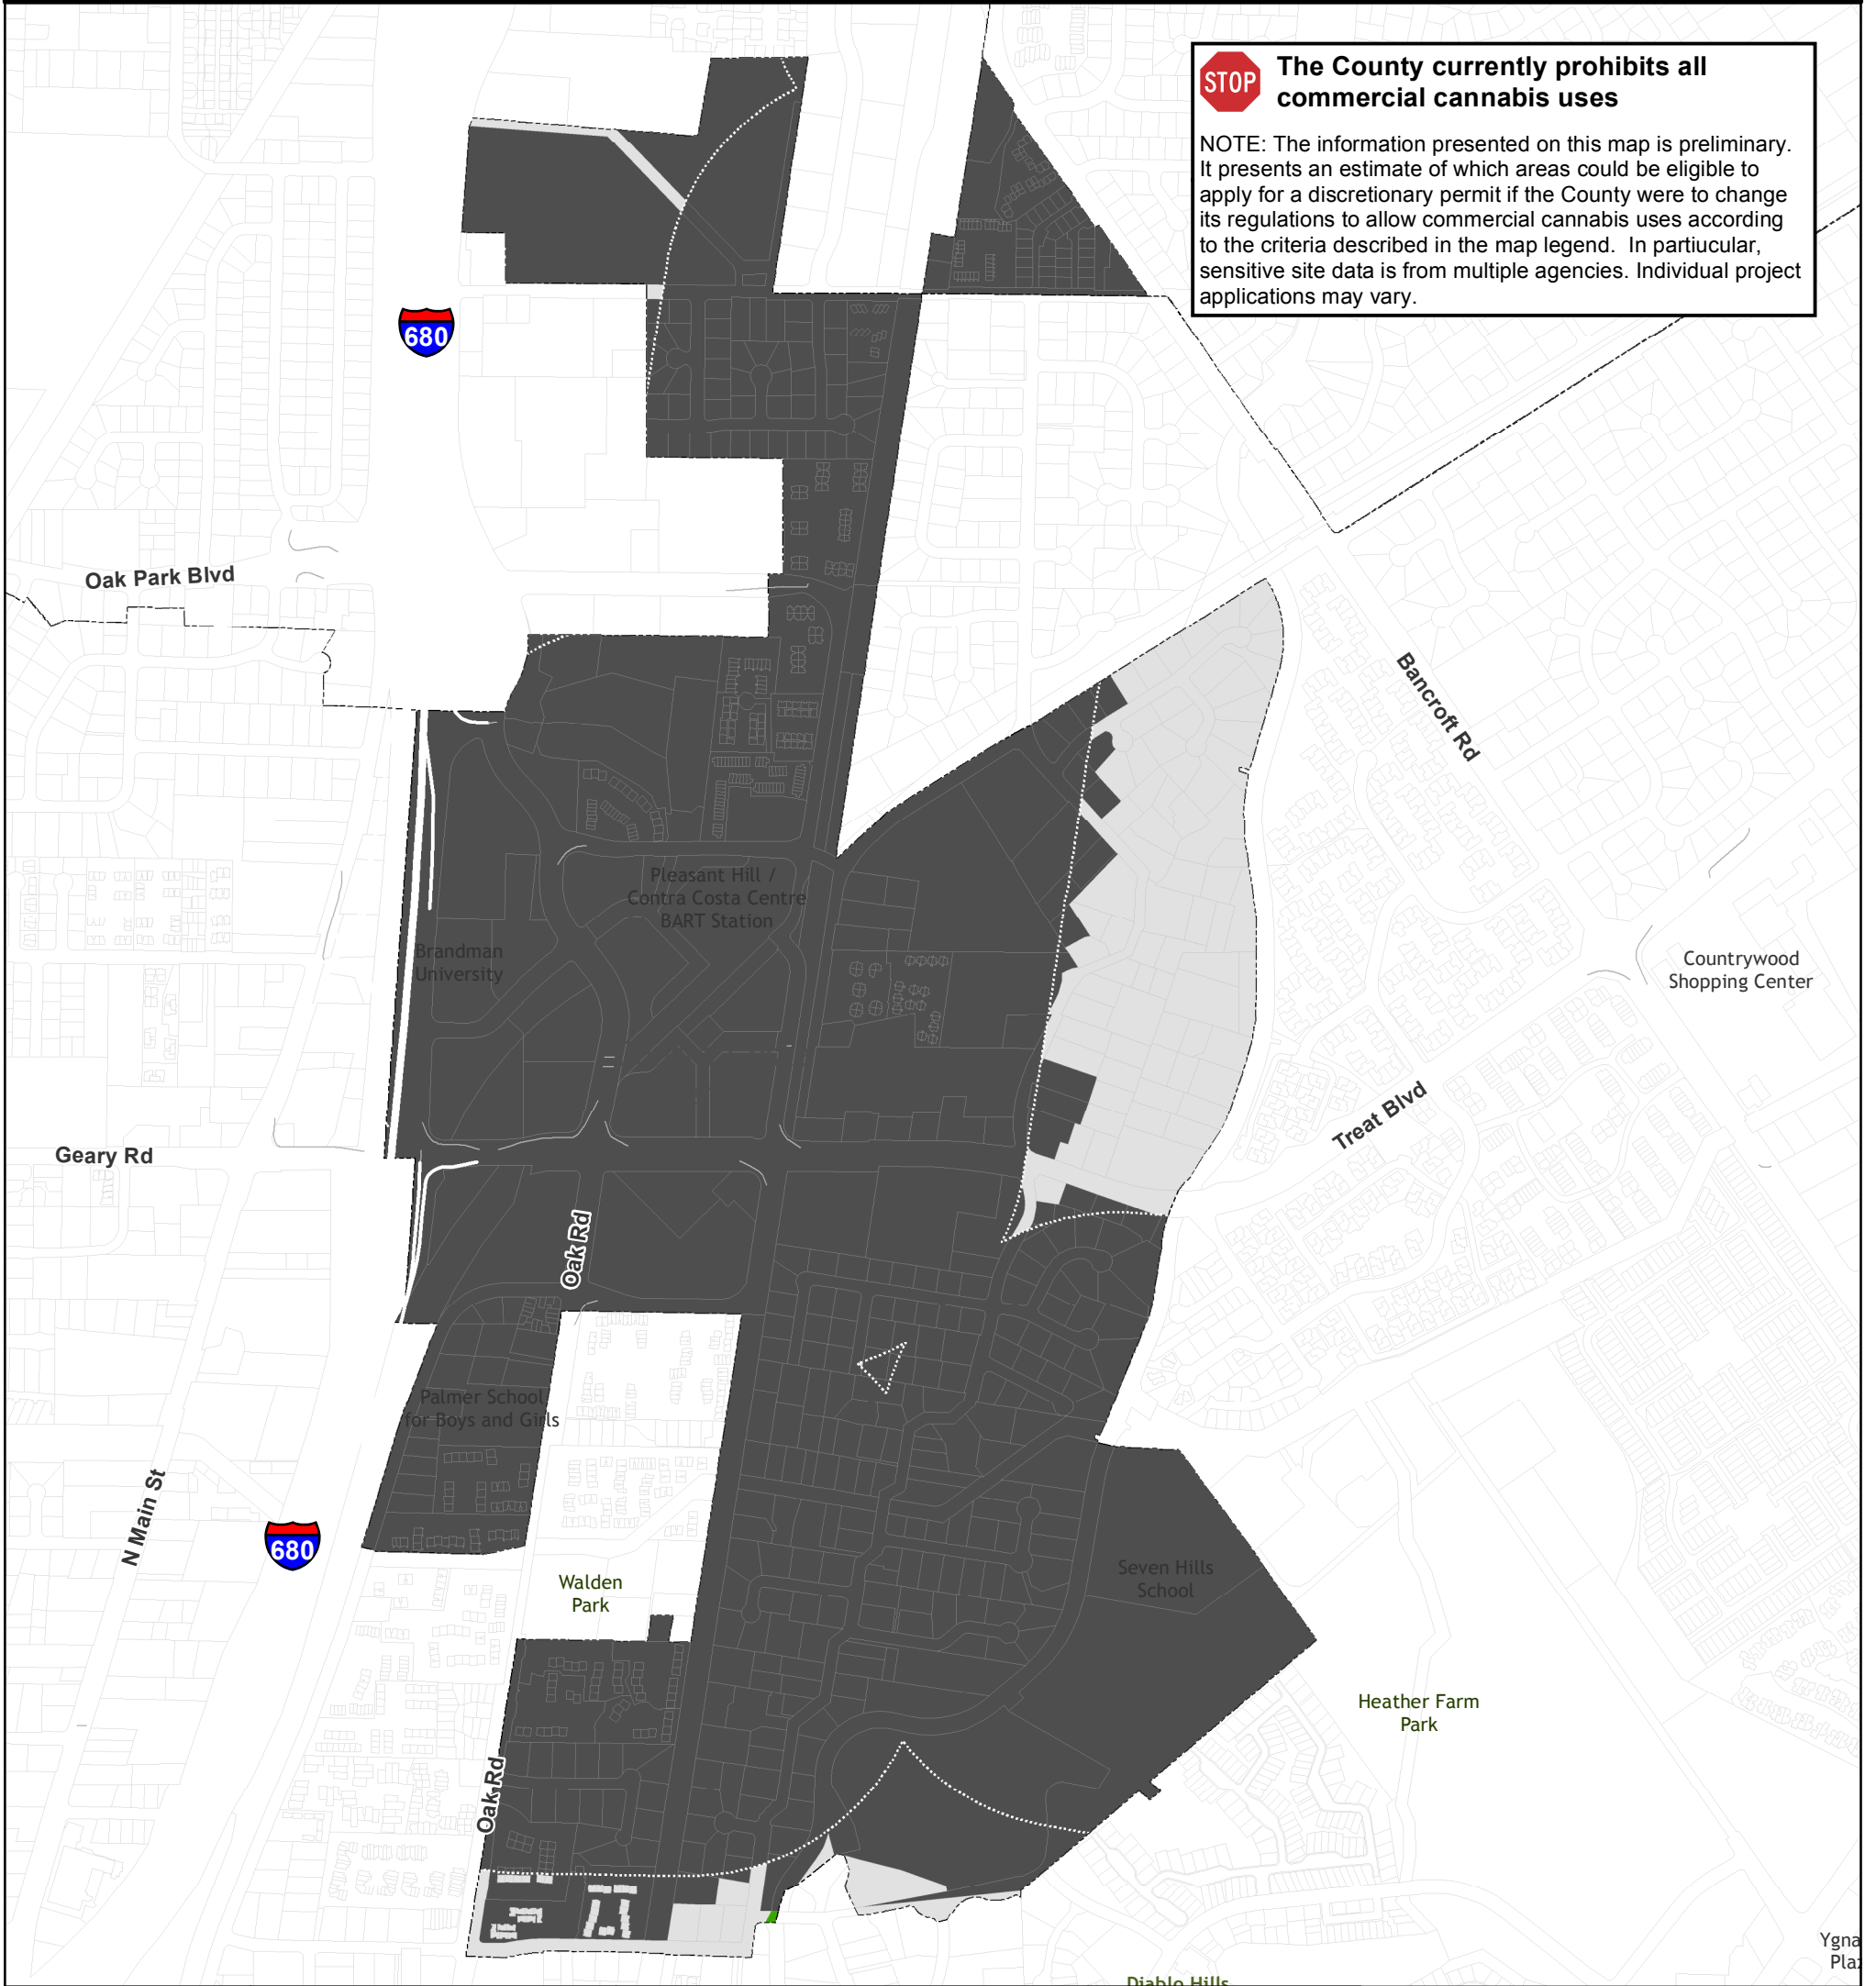 STOP
The County currently prohibits all
commercial cannabis uses
NOTE: The information presented on this map is preliminary.
It presents an estimate of which areas could be eligible to
apply for a discretionary permit if the County were to change
its regulations to allow commercial cannabis uses according
to the criteria described in the map legend. In partiucular,
sensitive site data is from multiple agencies. Individual project
applications may vary.
680
Oak Park Blvd
Bancroft Rd
Pleasant Hill /
Contra Costa Centre
BART Station
Brandman
University
Countrywood
Shopping Center
Treat Blvd
Geary Rd
Oak Rd
Palmer School
for Boys and Girls
N Main St
680
Walden
Park
Seven Hills
School
Heather Farm
Park
Oak Rd
Ygna
Pla
Diablo Hills